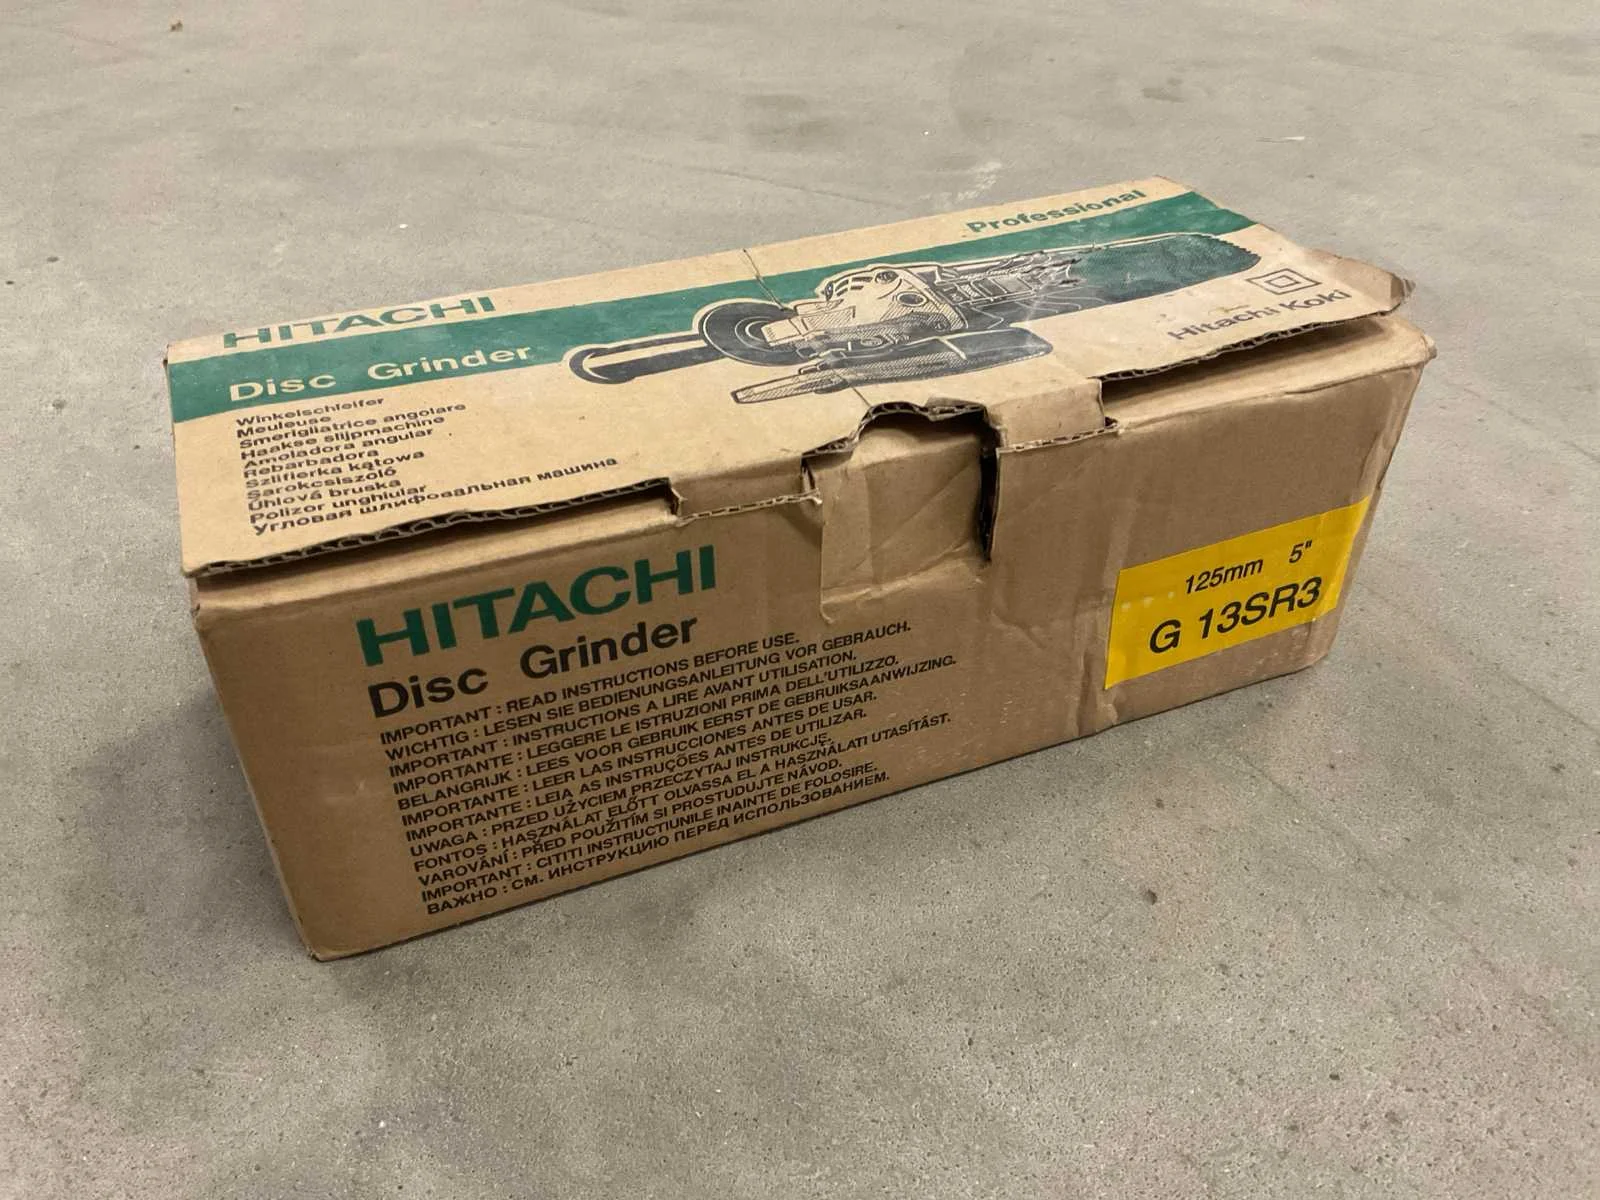 Professional
HITACHI
Disc Grinder
Winkelschleifer
Meuleuse
Smerigliatrice angolare
Haakse slijpmachine
Amoladora angular
Rebarbadora
Szlifierka kątowa
Sarokcsiszoló
Úhlová bruska
Polizor unghiular
Угловая шлифовальная машина
Hitachi Koki
HITACHI
Disc Grinder
IMPORTANT : READ INSTRUCTIONS BEFORE USE.
WICHTIG : LESEN SIE BEDIENUNGSANLEITUNG VOR GEBRAUCH.
IMPORTANT : INSTRUCTIONS A LIRE AVANT UTILISATION.
IMPORTANTE : LEGGERE LE ISTRUZIONI PRIMA DELL'UTILIZZO.
BELANGRIJK : LEES VOOR GEBRUIK EERST DE GEBRUIKSAANWIJZING.
IMPORTANTE : LEER LAS INSTRUCCIONES ANTES DE USAR.
IMPORTANTE : LEIA AS INSTRUÇÕES ANTES DE UTILIZAR.
UWAGA : PRZED UŻYCIEM PRZECZYTAJ INSTRUKCJĘ.
FONTOS : HASZNÁLAT ELŐTT OLVASSA EL A HASZNÁLATI UTASÍTÁST.
VAROVÁNÍ : PŘED POUŽITÍM SI PROSTUDUJTE NÁVOD.
IMPORTANT : CITITI INSTRUCTIUNILE INAINTE DE FOLOSIRE.
ВАЖНО : СМ. ИНСТРУКЦИЮ ПЕРЕД ИСПОЛЬЗОВАНИЕМ.
125mm 5"
G 13SR3